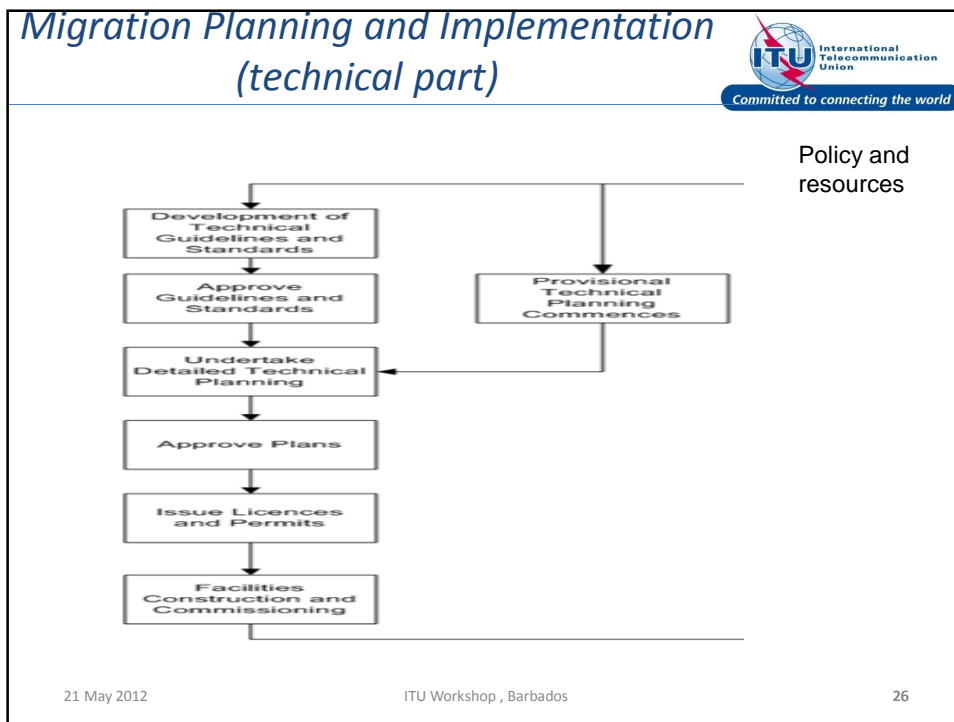 Migration Planning and Implementation
(technical part)
ITU
International
Telecommunication
Union
Committed to connecting the world
Policy and
resources
Development of
Technical
Guidelines and
Standards
Approve
Guidelines and
Standards
Provisional
Technical
Planning
Commences
Undertake
Detailed Technical
Planning
Approve Plans
Issue Licences
and Permits
Facilities
Construction and
Commissioning
21 May 2012
ITU Workshop , Barbados
26